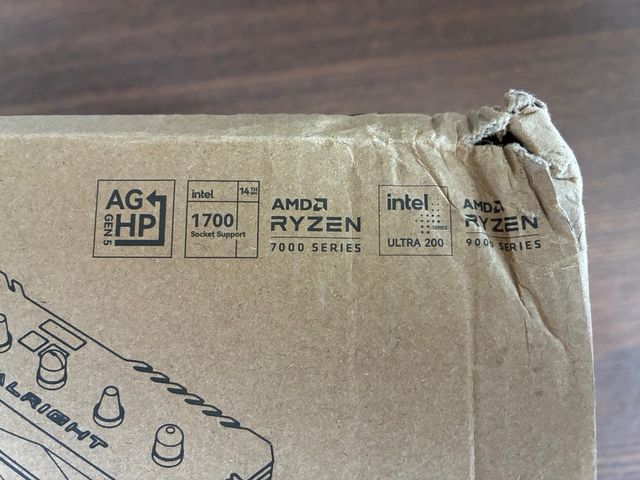 AG
HP
GEN 5
intel. 14TH
1700
Socket Support
AMD
RYZEN
7000 SERIES
intel
SERIES
ULTRA 200
AMD
RYZEN
9000 SERIES
ALRIGHT